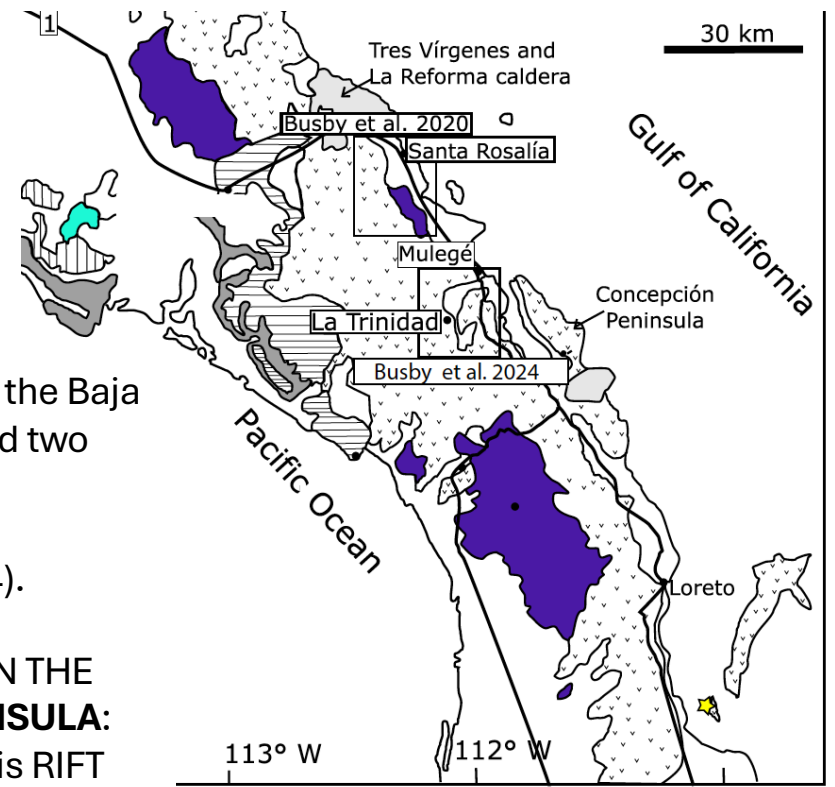 1
30 km
Tres Vírgenes and
La Reforma caldera
Busby et al. 2020
Santa Rosalía
Gulf of California
Mulegé
Concepción
Peninsula
La Trinidad
Busby et al. 2024
the Baja
d two
Pacific Ocean
).
Loreto
N THE
NSULA:
is RIFT
113° W
112° W